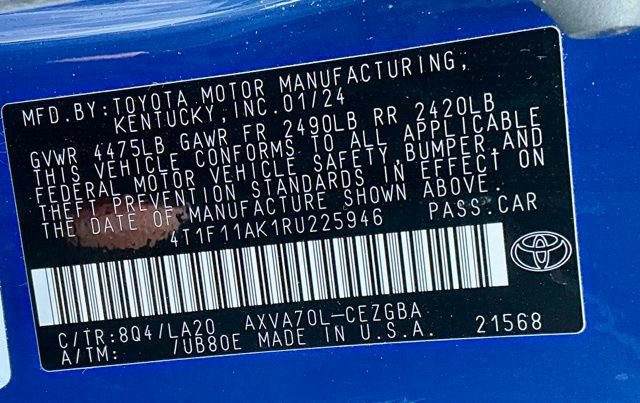 MFD.BY:TOYOTA MOTOR MANUFACTURING,
KENTUCKY,INC.01/24
GVWR 4475LB GAWR FR 2490LB RR 2420LB
THIS VEHICLE CONFORMS TO ALL APPLICABLE
FEDERAL MOTOR VEHICLE SAFETY,BUMPER,AND
THEFT PREVENTION STANDARDS IN EFFECT ON
THE DATE OF MANUFACTURE SHOWN ABOVE.
4T1F11AK1RU225946 PASS.CAR
C/TR:8Q4/LA20 AXVA70L-CEZGBA
A/TM: /UB80E MADE IN U.S.A. 21568